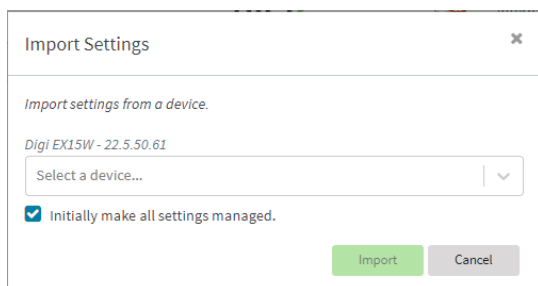 Import Settings
Import settings from a device.
Digi EX15W - 22.5.50.61
Select a device...
Initially make all settings managed.
Import
Cancel